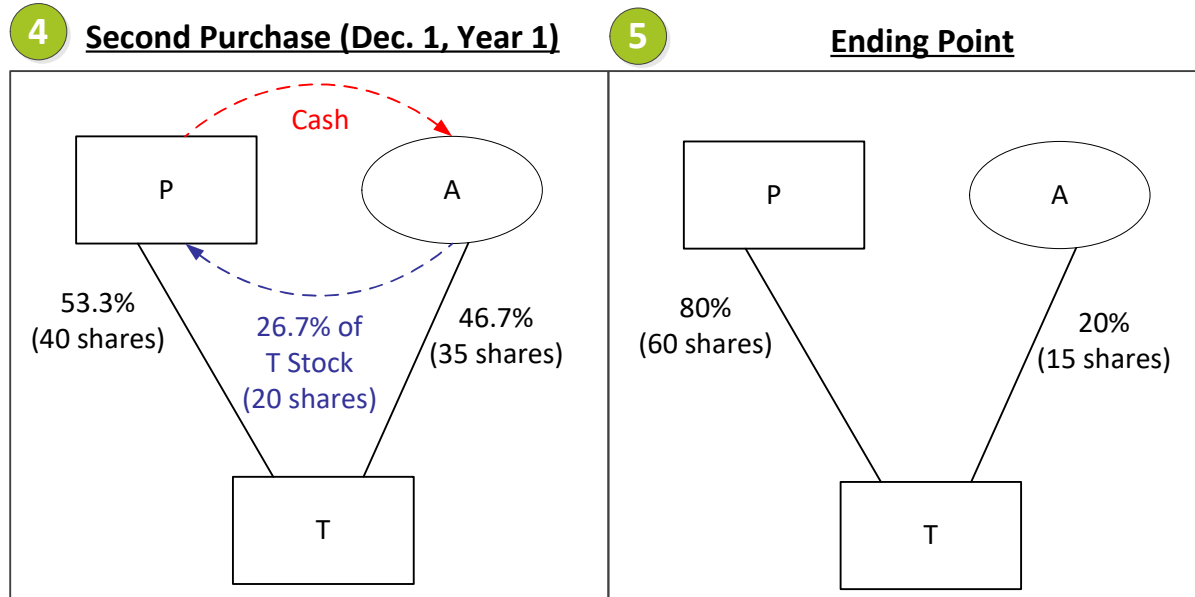 4
Second Purchase (Dec. 1, Year 1)
Cash
P
A
53.3%
(40 shares)
26.7% of
T Stock
(20 shares)
46.7%
(35 shares)
T
5
Ending Point
P
A
80%
(60 shares)
20%
(15 shares)
T